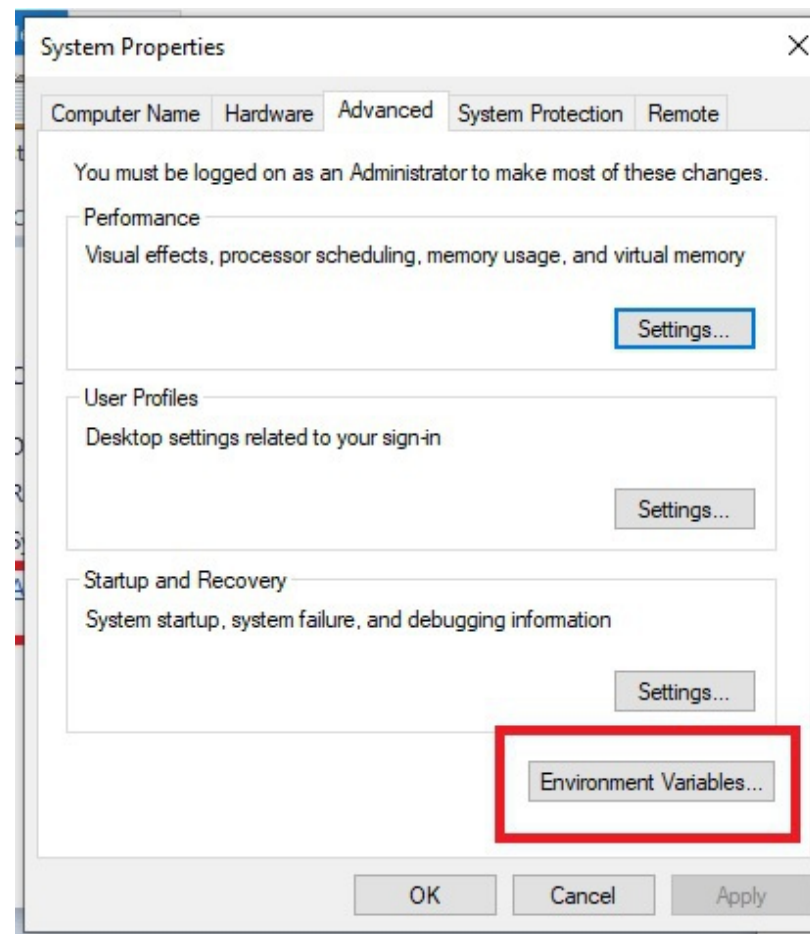 System Properties
Computer Name Hardware Advanced System Protection Remote
You must be logged on as an Administrator to make most of these changes.
Performance
Visual effects, processor scheduling, memory usage, and virtual memory
Settings...
User Profiles
Desktop settings related to your sign-in
Settings...
Startup and Recovery
System startup, system failure, and debugging information
Settings...
Environment Variables...
OK Cancel Apply